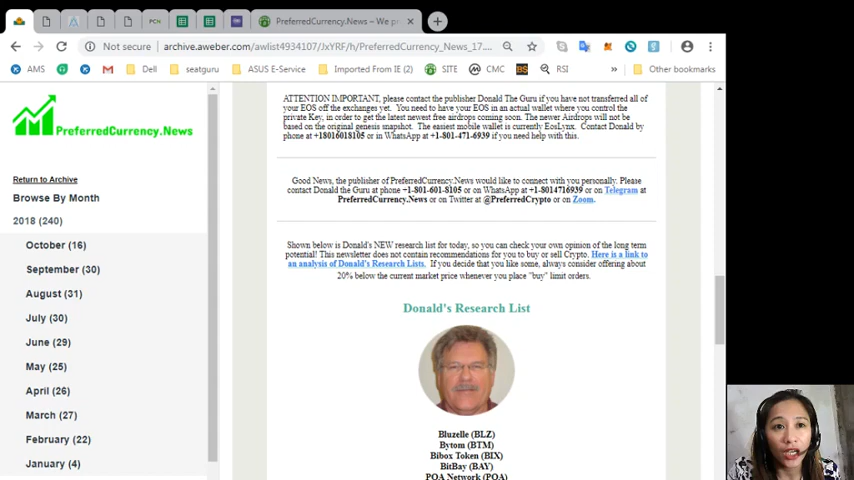 PreferredCurrency.News – We p
Not secure
archive.aweber.com/awlist4934107/JxYRF/h/PreferredCurrency_News_17...
AMS
Dell
seatguru
ASUS E-Service
Imported From IE (2)
SITE
CMC
RSI
»
Other bookmarks
PreferredCurrency.News
Return to Archive
Browse By Month
2018 (240)
October (16)
September (30)
August (31)
July (30)
June (29)
May (25)
April (26)
March (27)
February (22)
January (4)
ATTENTION IMPORTANT, please contact the publisher Donald The Guru if you have not transferred all of
your EOS off the exchanges yet. You need to have your EOS in an actual wallet where you control the
private Key, in order to get the latest newest free airdrops coming soon. The newer Airdrops will not be
based on the original genesis snapshot. The easiest mobile wallet is currently EosLynx. Contact Donald by
phone at +18016018105 or in WhatsApp at +1-801-471-6939 if you need help with this.
Good News, the publisher of PreferredCurrency.News would like to connect with you personally. Please
contact Donald the Guru at phone +1-801-601-8105 or on WhatsApp at +1-8014716939 or on Telegram at
PreferredCurrency.News or on Twitter at @PreferredCrypto or on Zoom.
Shown below is Donald's NEW research list for today, so you can check your own opinion of the long term
potential! This newsletter does not contain recommendations for you to buy or sell Crypto. Here is a link to
an analysis of Donald's Research Lists. If you decide that you like some, always consider offering about
20% below the current market price whenever you place "buy" limit orders.
Donald's Research List
Bluzelle (BLZ)
Bytom (BTM)
Bibox Token (BIX)
BitBay (BAY)
POA Network (POA)